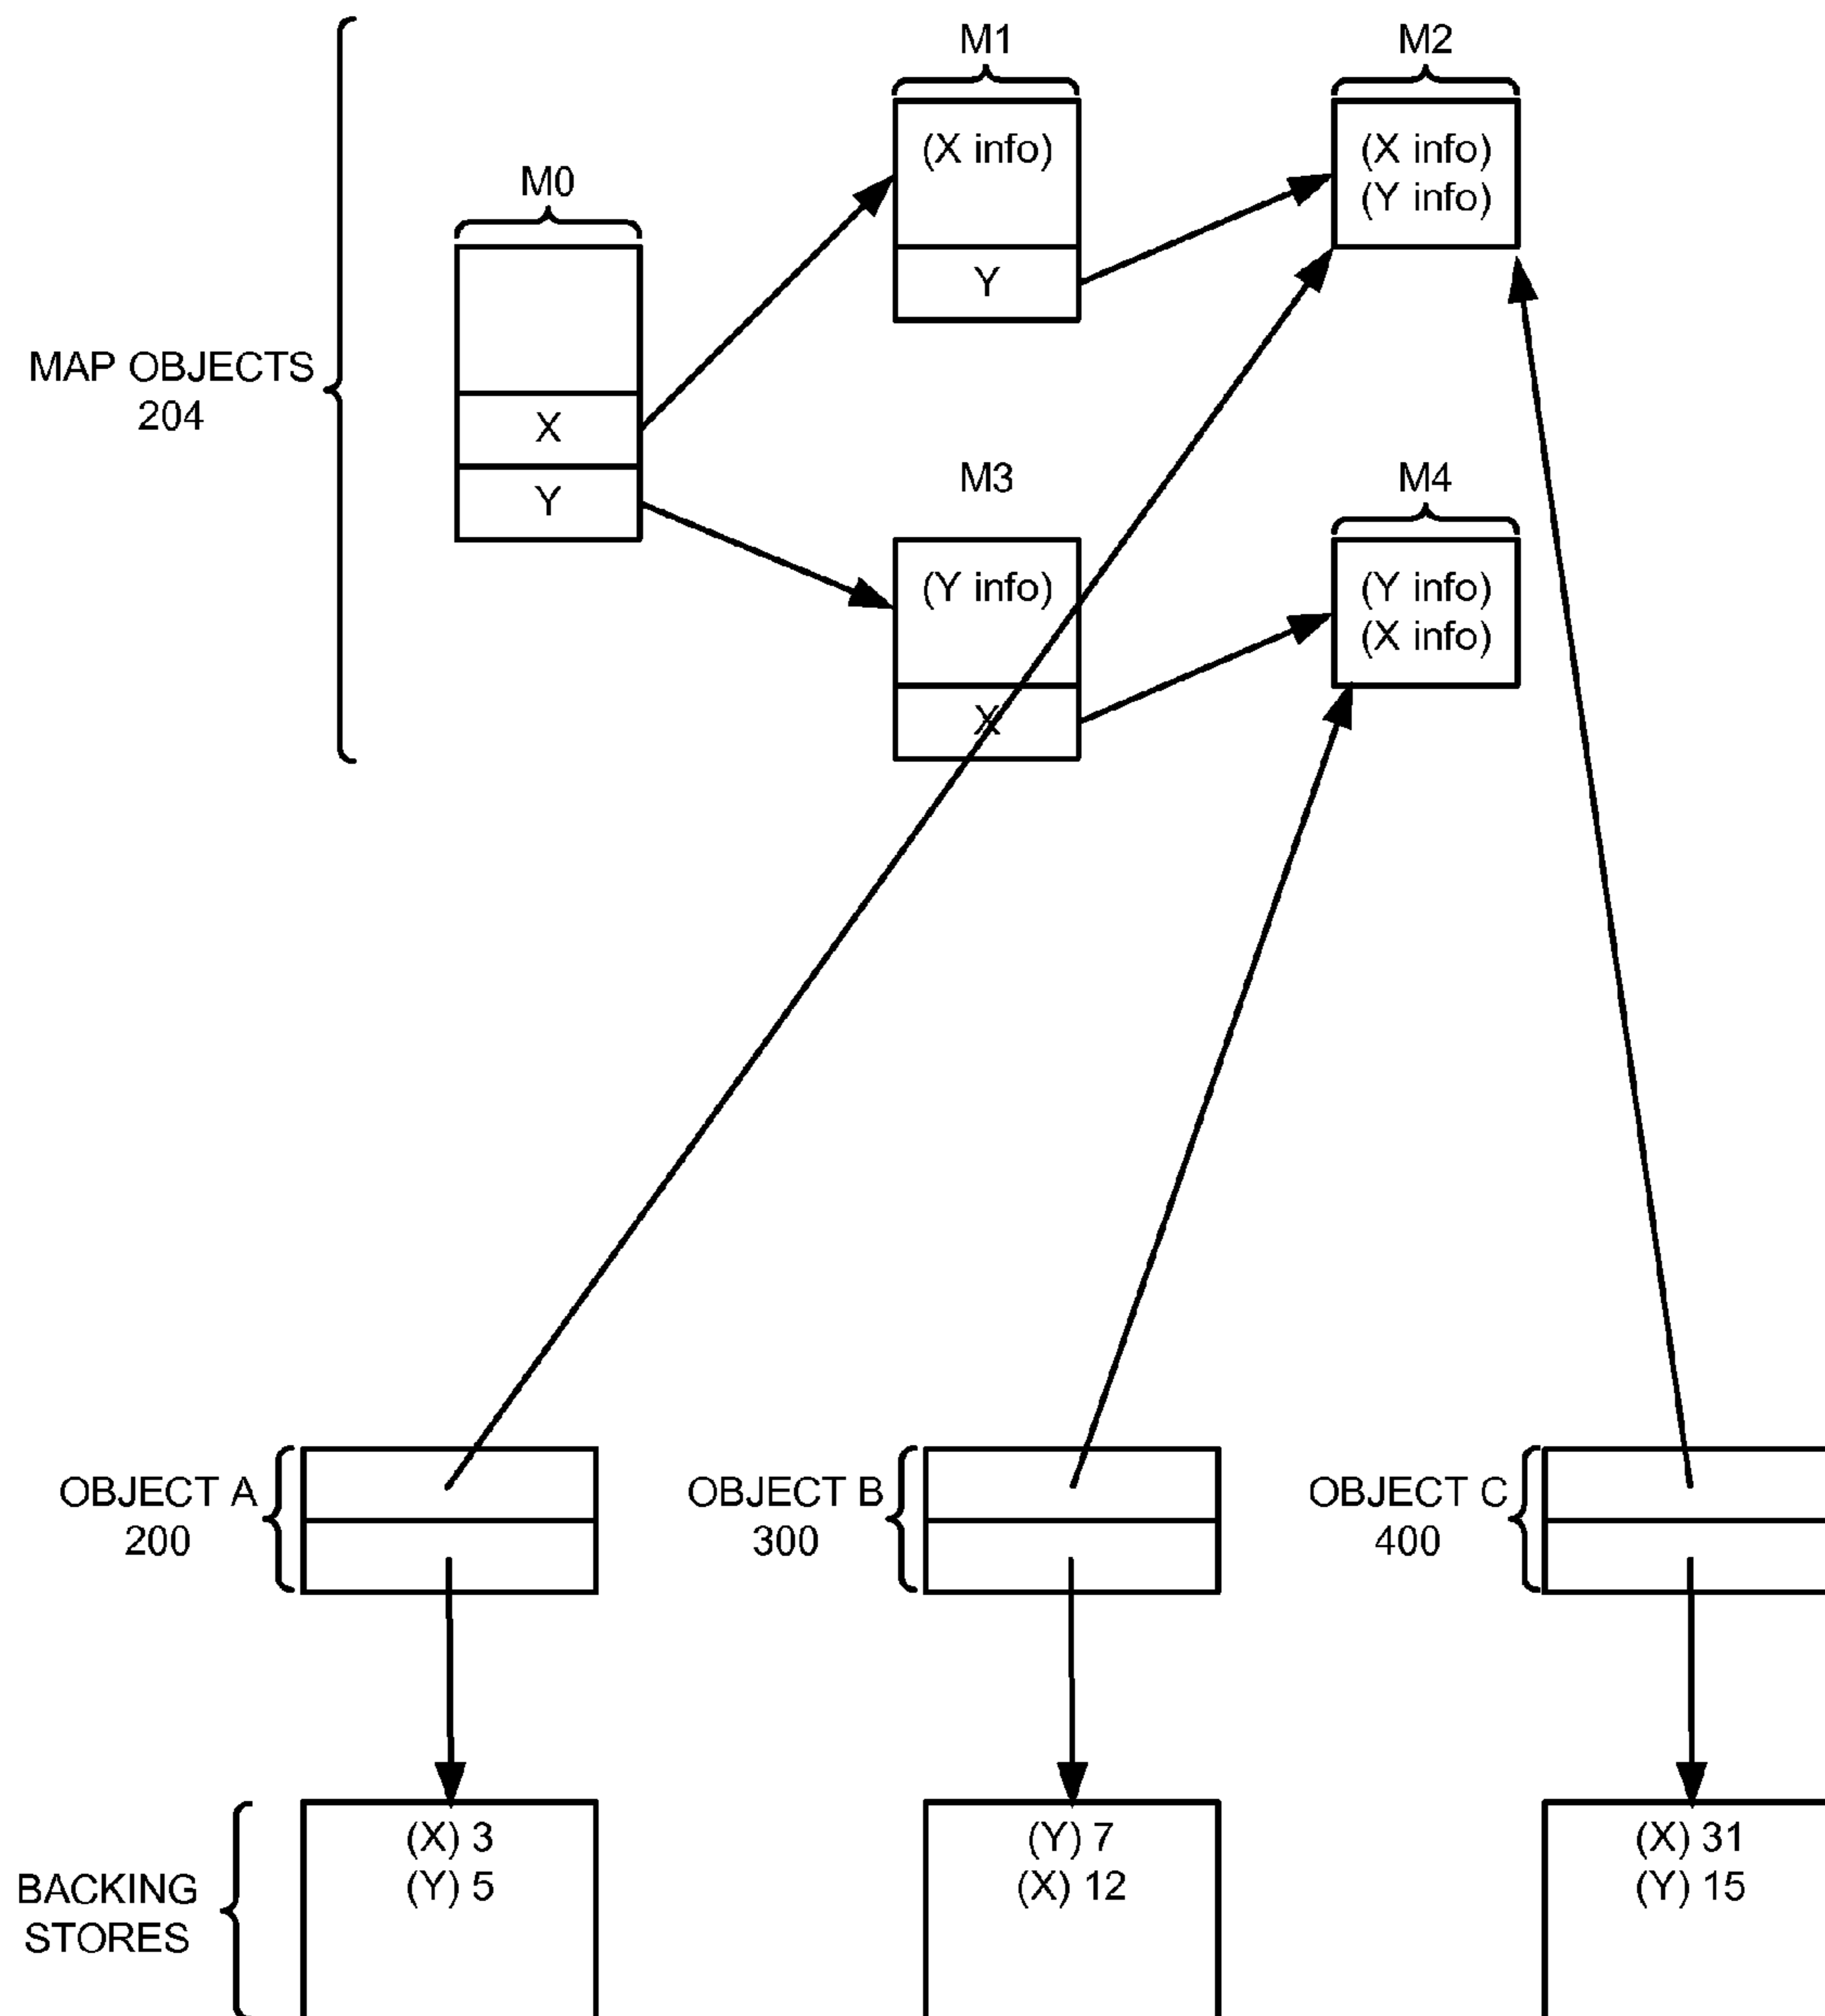 M1
M2
(X info)
(X info)
(Y info)
M0
Y
MAP OBJECTS
204
X
Y
M3
M4
(Y info)
(Y info)
(X info)
X
OBJECT A
200
OBJECT B
300
OBJECT C
400
BACKING
STORES
(X) 3
(Y) 5
(Y) 7
(X) 12
(X) 31
(Y) 15